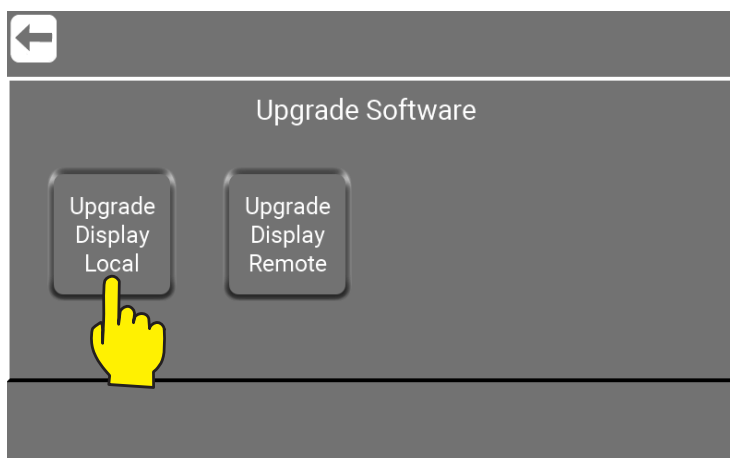 Upgrade Software
Upgrade
Display
Local
Upgrade
Display
Remote